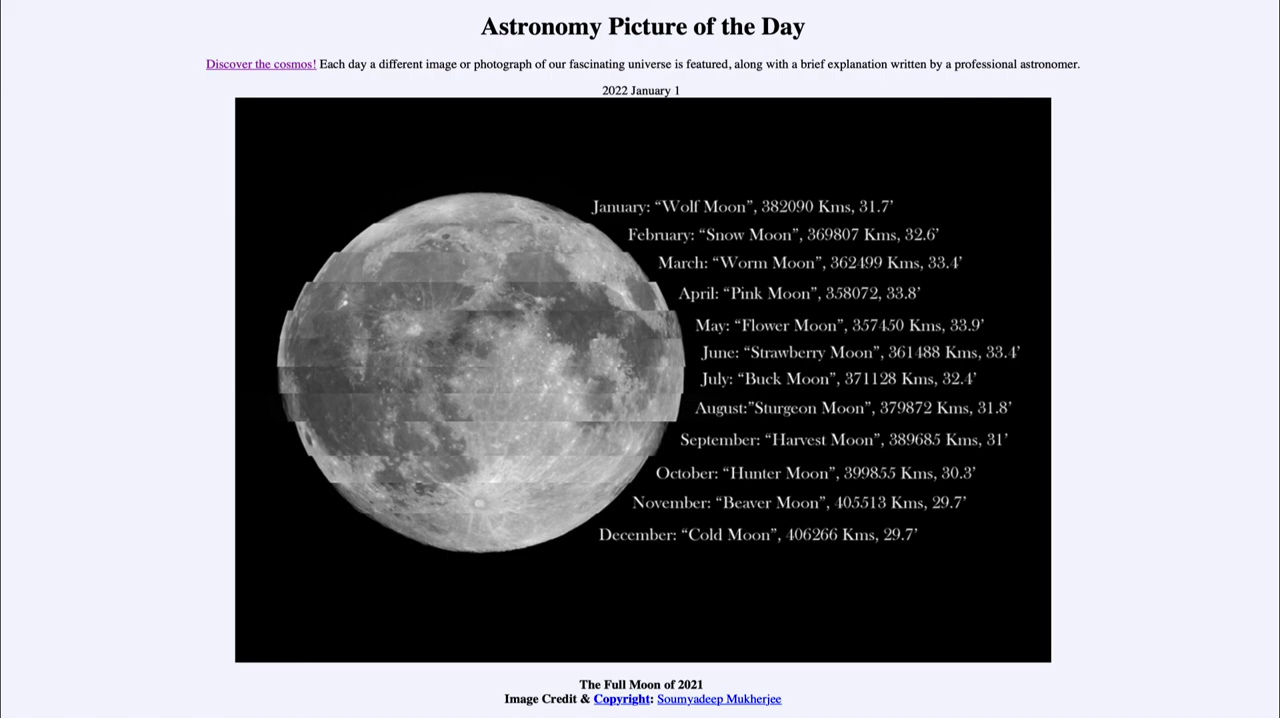 Astronomy Picture of the Day
Discover the cosmos! Each day a different image or photograph of our fascinating universe is featured, along with a brief explanation written by a professional astronomer.
2022 January 1
January: “Wolf Moon”, 382090 Kms, 31.7’
February: “Snow Moon”, 369807 Kms, 32.6’
March: “Worm Moon”, 362499 Kms, 33.4’
April: “Pink Moon”, 358072, 33.8’
May: “Flower Moon”, 357450 Kms, 33.9’
June: “Strawberry Moon”, 361488 Kms, 33.4’
July: “Buck Moon”, 371128 Kms, 32.4’
August:”Sturgeon Moon”, 379872 Kms, 31.8’
September: “Harvest Moon”, 389685 Kms, 31’
October: “Hunter Moon”, 399855 Kms, 30.3’
November: “Beaver Moon”, 405513 Kms, 29.7’
December: “Cold Moon”, 406266 Kms, 29.7’
The Full Moon of 2021
Image Credit & Copyright: Soumyadeep Mukherjee